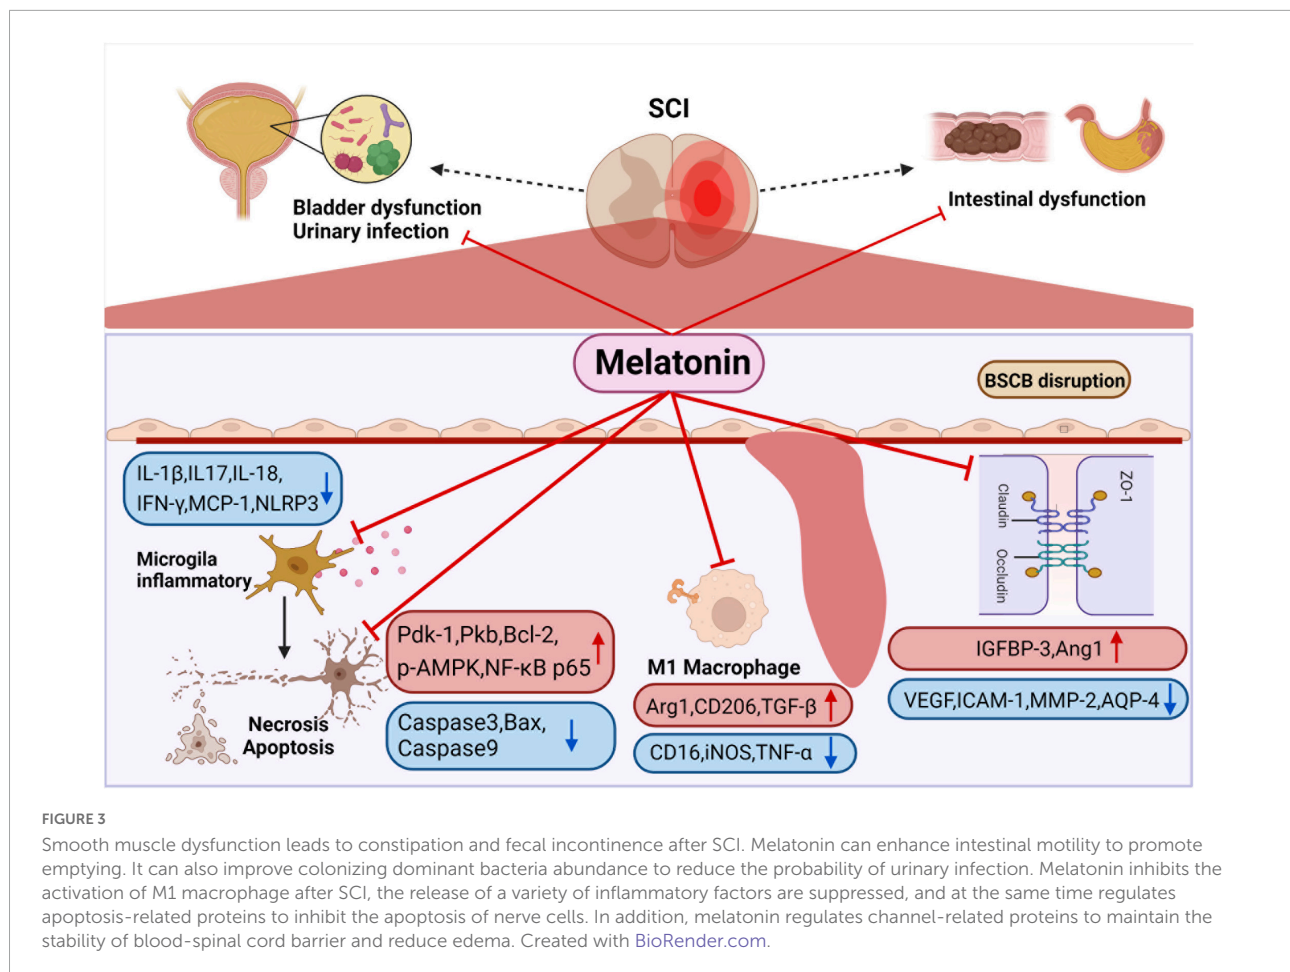 SCI
Bladder dysfunction
Urinary infection
Intestinal dysfunction
Melatonin
BSCB disruption
IL-1β,IL17,IL-18,
IFN-γ,MCP-1,NLRP3
Microgila
inflammatory
ZO-1
Claudin
Occludin
Pdk-1,Pkb,Bcl-2,
p-AMPK,NF-κB p65
Necrosis
Apoptosis
Caspase3,Bax,
Caspase9
M1 Macrophage
Arg1,CD206,TGF-β
CD16,iNOS,TNF-α
IGFBP-3,Ang1
VEGF,ICAM-1,MMP-2,AQP-4
FIGURE 3
Smooth muscle dysfunction leads to constipation and fecal incontinence after SCI. Melatonin can enhance intestinal motility to promote
emptying. It can also improve colonizing dominant bacteria abundance to reduce the probability of urinary infection. Melatonin inhibits the
activation of M1 macrophage after SCI, the release of a variety of inflammatory factors are suppressed, and at the same time regulates
apoptosis-related proteins to inhibit the apoptosis of nerve cells. In addition, melatonin regulates channel-related proteins to maintain the
stability of blood-spinal cord barrier and reduce edema. Created with BioRender.com.